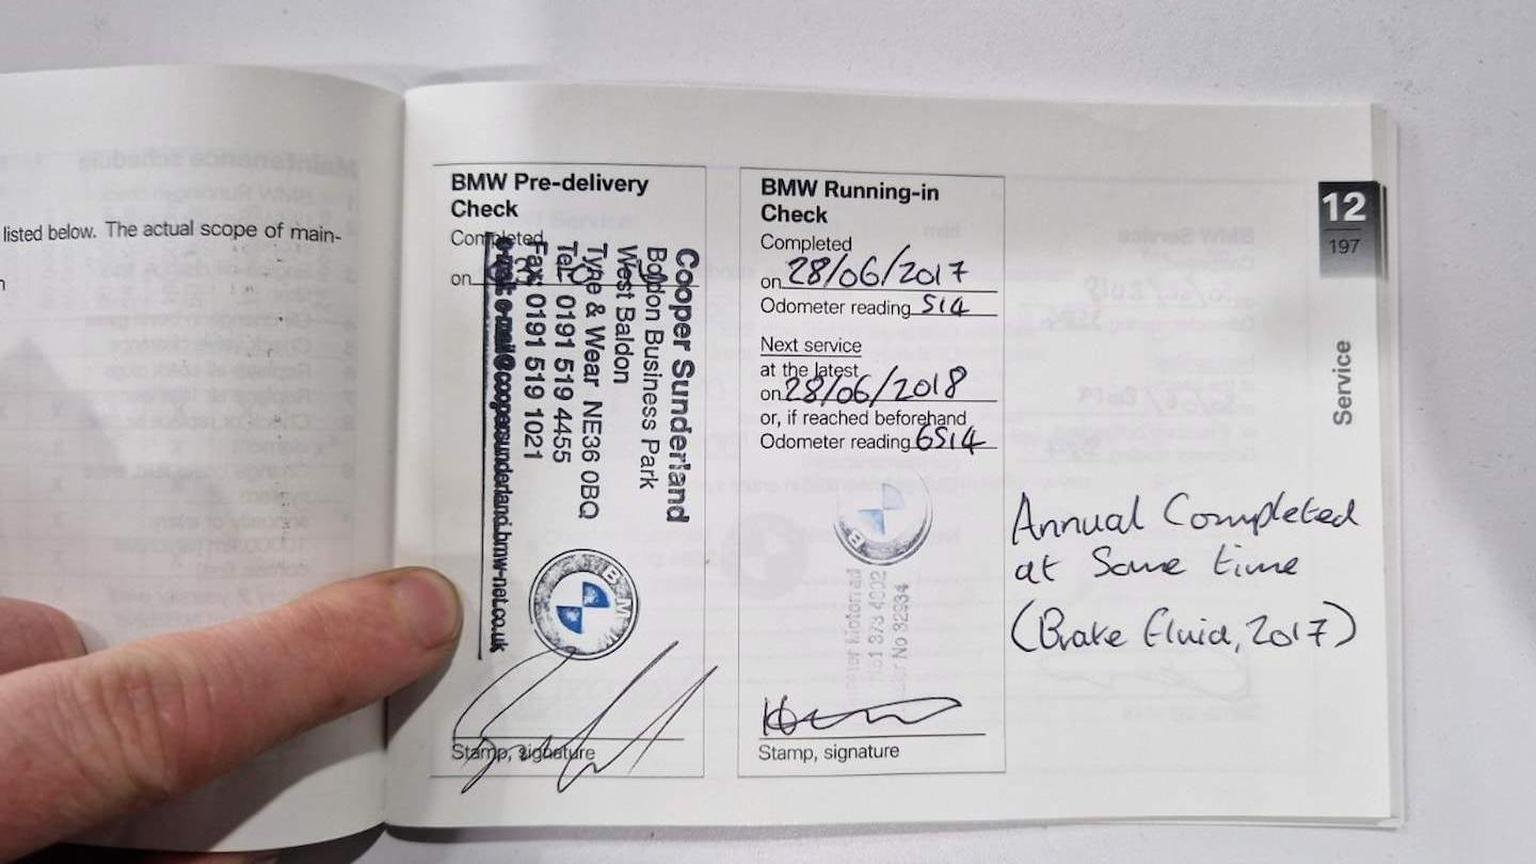 listed below. The actual scope of main-
BMW Pre-delivery
Check
Completed
on
Cooper Sunderland
Boldon Business Park
West Baldon
Tyne & Wear NE36 0BQ
Tel: 0191 519 4455
Fax: 0191 519 1021
e-mail: e-mail@coopersunderland.bmw-net.co.uk
BMW
Stamp, signature
BMW Running-in
Check
Completed
on 28/06/2017
Odometer reading 514
Next service
at the latest
on 28/06/2018
or, if reached beforehand
Odometer reading 6514
Stamp, signature
Annual Completed
at Same time
(Brake Fluid, 2017)
12
197
Service